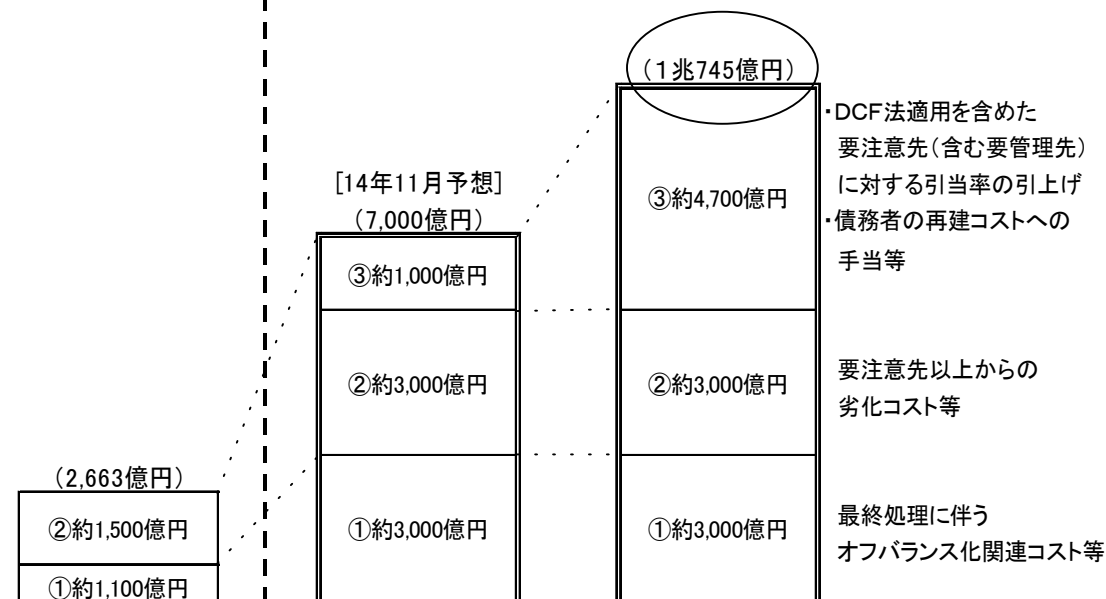 （1兆745億円）
・DCF法適用を含めた
要注意先（含む要管理先）
に対する引当率の引上げ
・債務者の再建コストへの
手当等
③約4,700億円
[14年11月予想]
（7,000億円）
③約1,000億円
②約3,000億円
②約3,000億円
要注意先以上からの
劣化コスト等
（2,663億円）
②約1,500億円
①約3,000億円
①約3,000億円
最終処理に伴う
オフバランス化関連コスト等
①約1,100億円